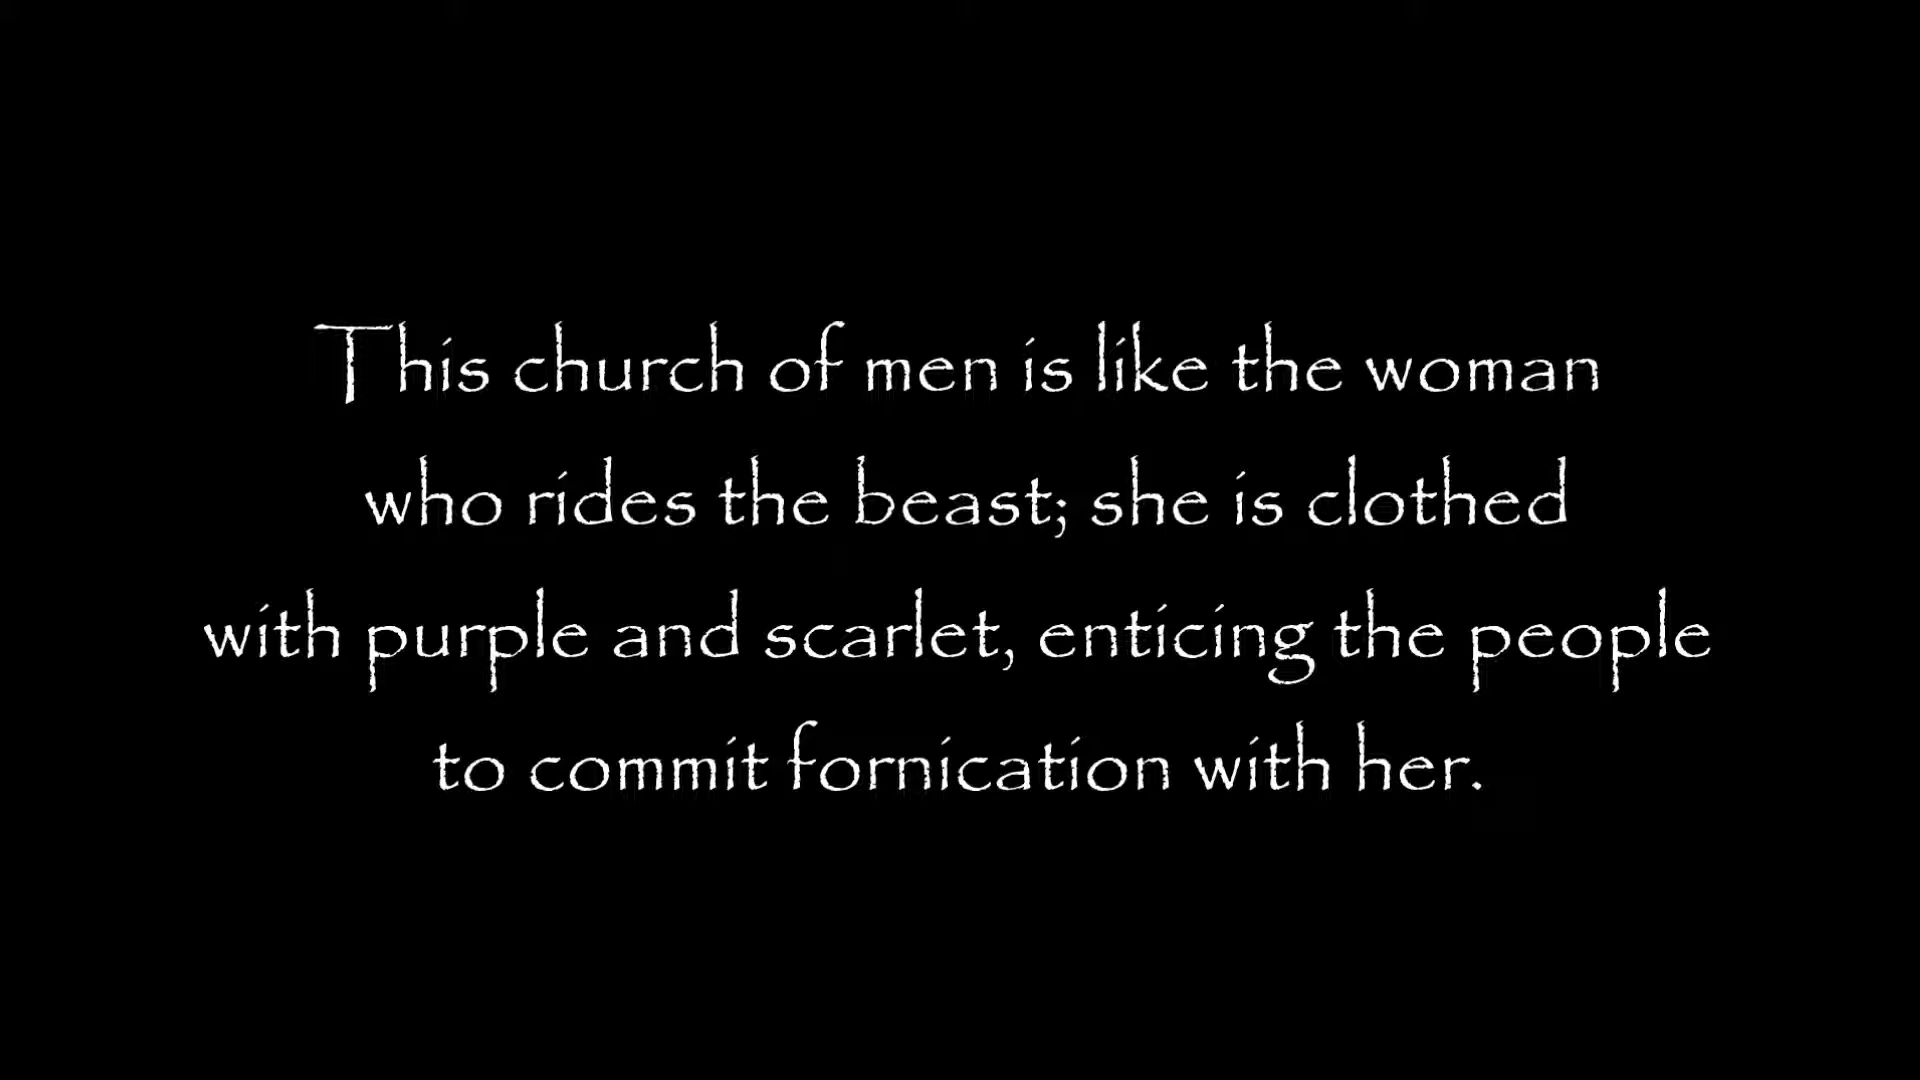 This church of men is like the woman
who rides the beast; she is clothed
with purple and scarlet, enticing the people
to commit fornication with her.